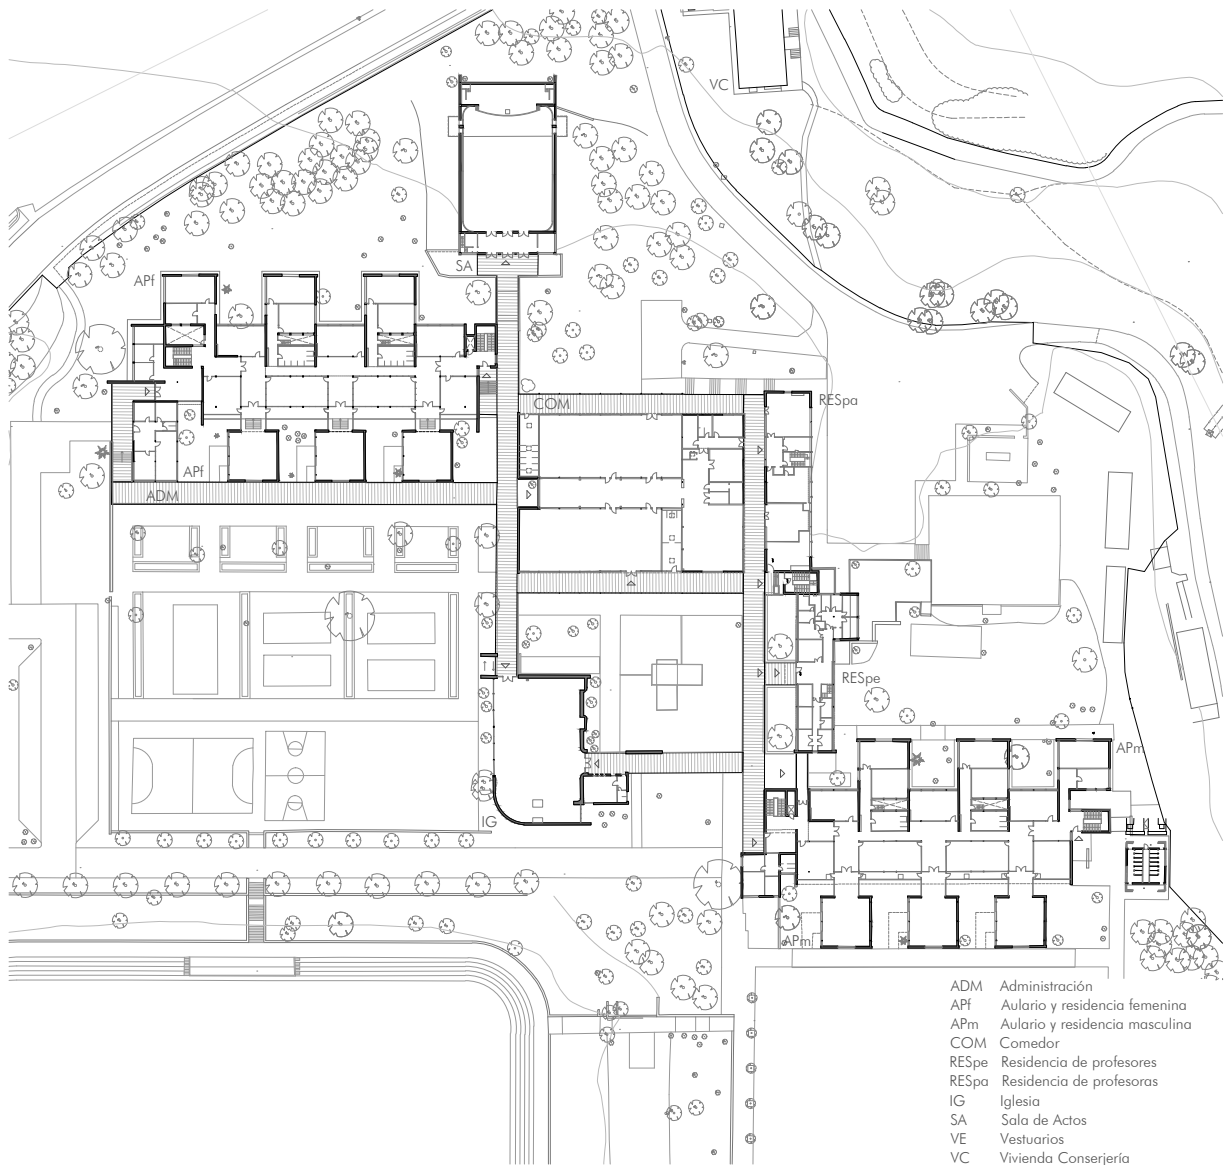 VC
SA
APf
COM
RESpa
APf
ADM
RESpe
APm
IG
APm
ADM Administración
APf Aulario y residencia femenina
APm Aulario y residencia masculina
COM Comedor
RESpe Residencia de profesores
RESpa Residencia de profesoras
IG Iglesia
SA Sala de Actos
VE Vestuarios
VC Vivienda Conserjería